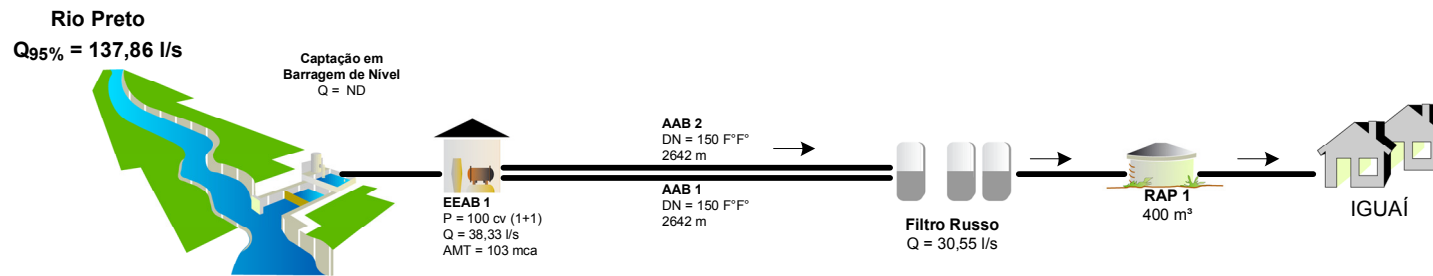 Rio Preto
Q95% = 137,86 l/s
Captação em
Barragem de Nível
Q = ND
EEAB 1
P = 100 cv (1+1)
Q = 38,33 l/s
AMT = 103 mca
AAB 2
DN = 150 F°F°
2642 m
AAB 1
DN = 150 F°F°
2642 m
Filtro Russo
Q = 30,55 l/s
RAP 1
400 m³
IGUAÍ